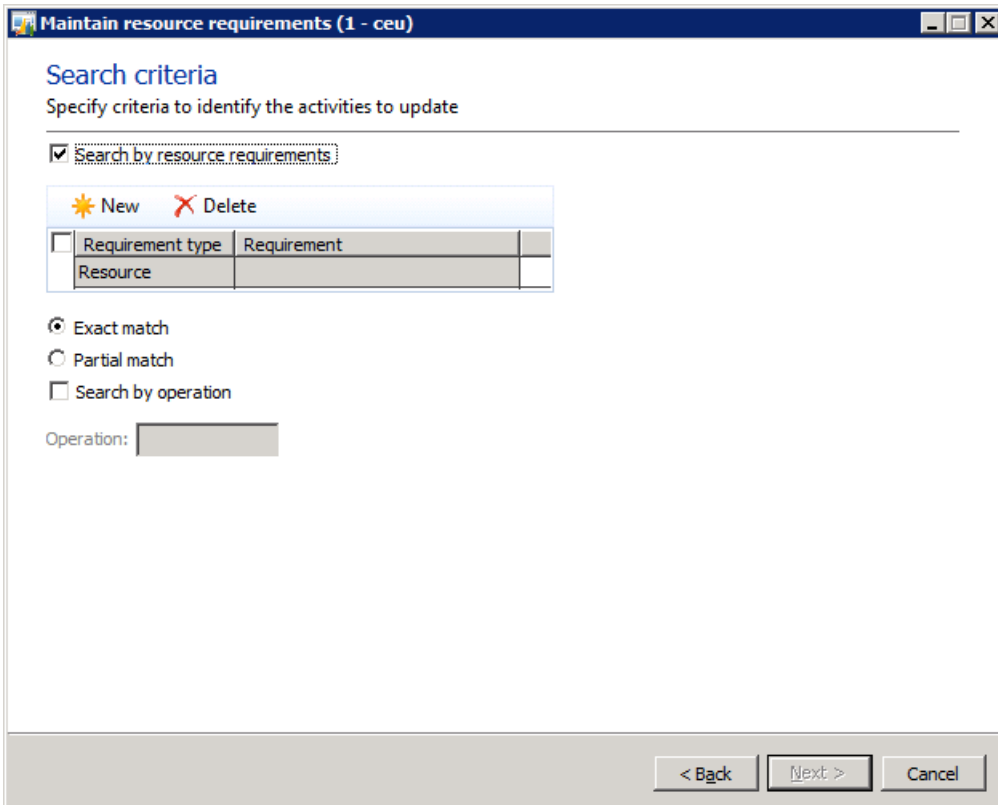 Maintain resource requirements (1 - ceu)
Search criteria
Specify criteria to identify the activities to update
Search by resource requirements
New Delete
Requirement type Requirement
Resource
Exact match
Partial match
Search by operation
Operation:
< Back Next > Cancel